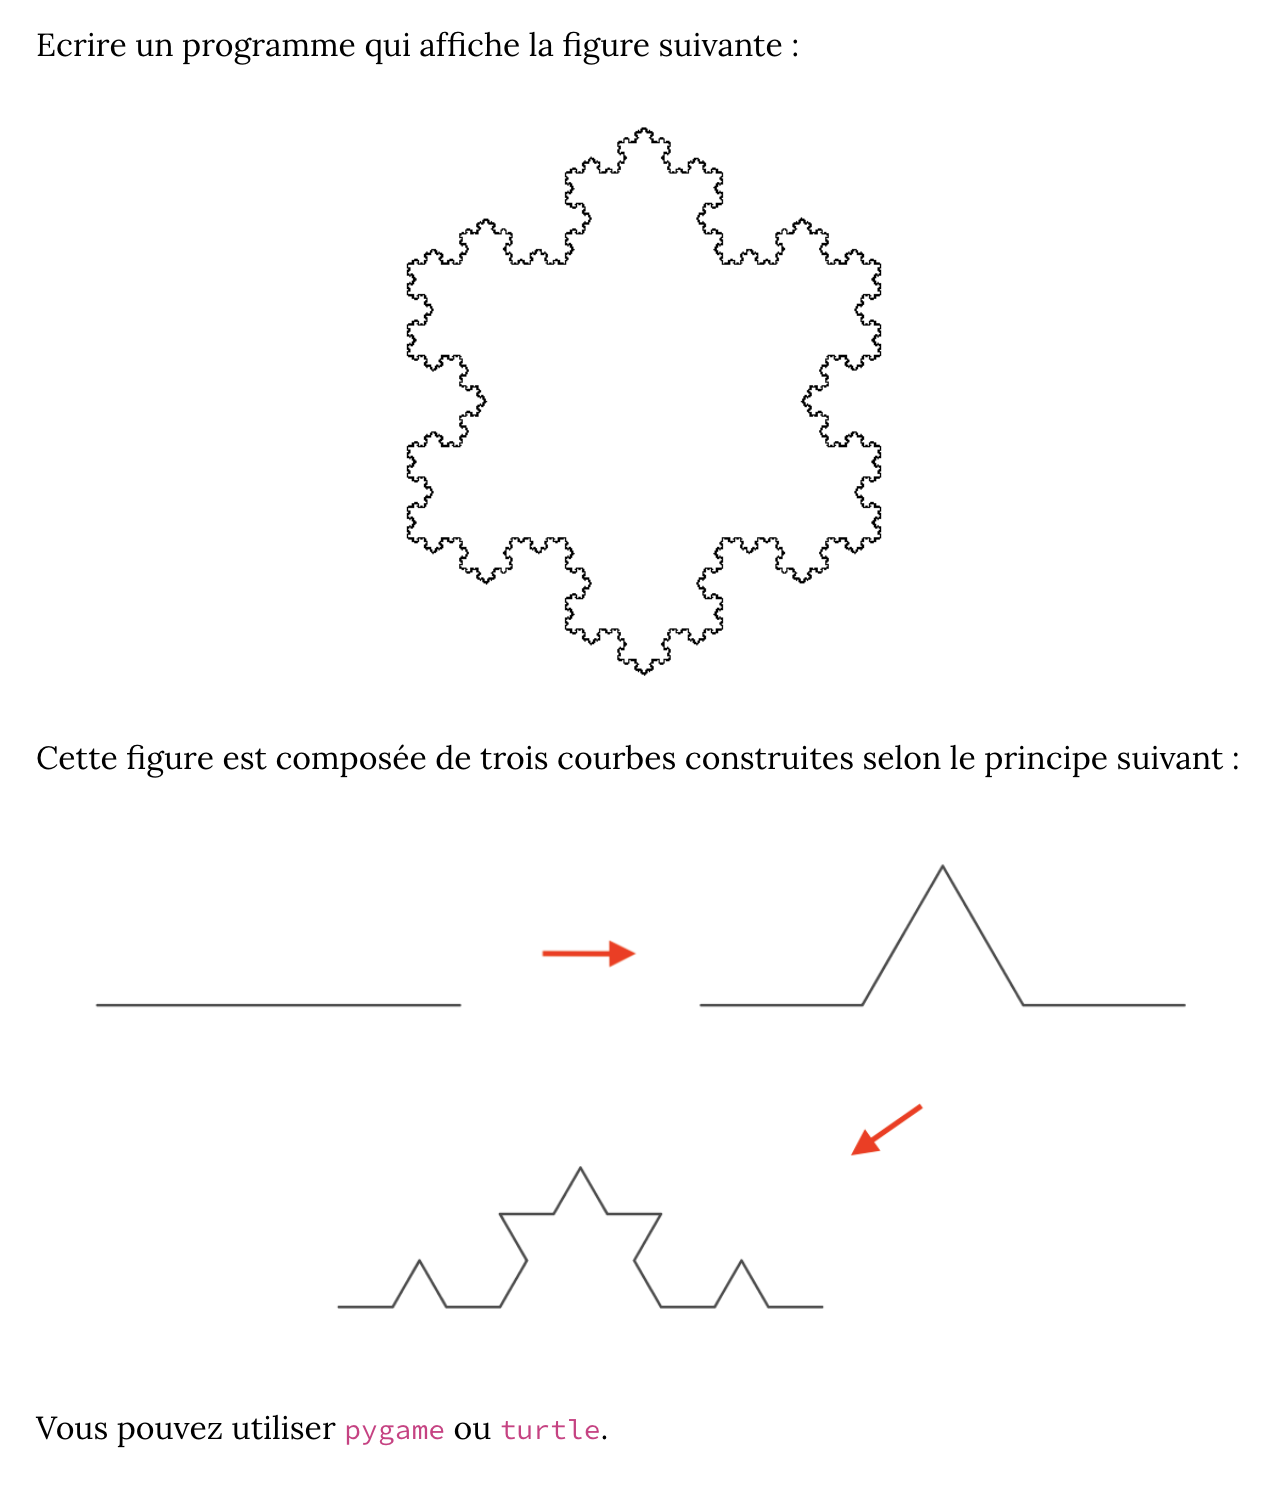 Ecrire un programme qui affiche la figure suivante :
Cette figure est composée de trois courbes construites selon le principe suivant :
Vous pouvez utiliser pygame ou turtle.